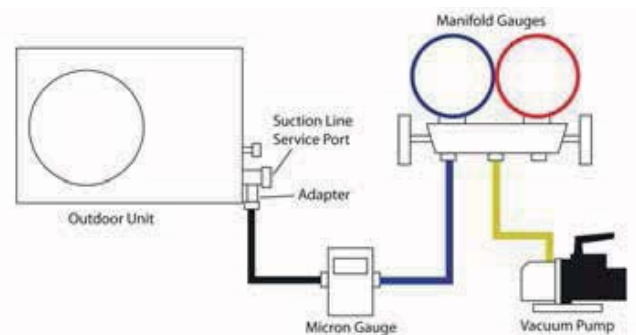 Manifold Gauges
Suction Line
Service Port
Adapter
Outdoor Unit
Micron Gauge
Vacuum Pump